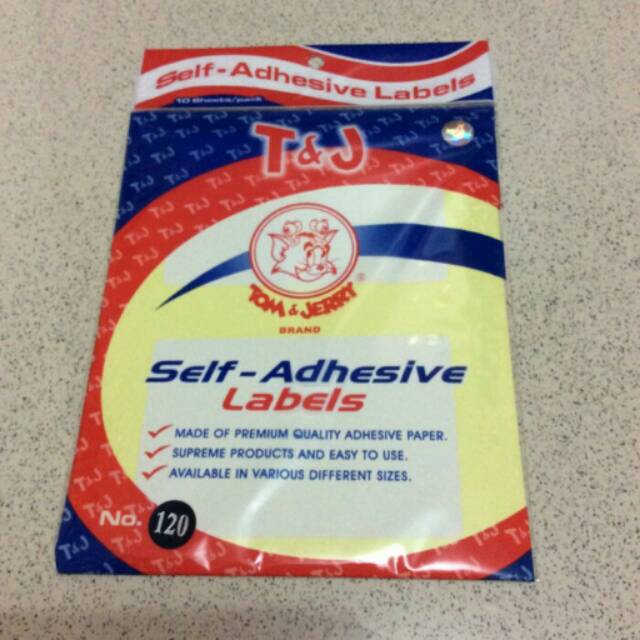 Self-Adhesive Labels
10 Sheets/pack
T&J
TOM & JERRY®
BRAND
Self-Adhesive
Labels
MADE OF PREMIUM QUALITY ADHESIVE PAPER.
SUPREME PRODUCTS AND EASY TO USE.
AVAILABLE IN VARIOUS DIFFERENT SIZES.
No. 120